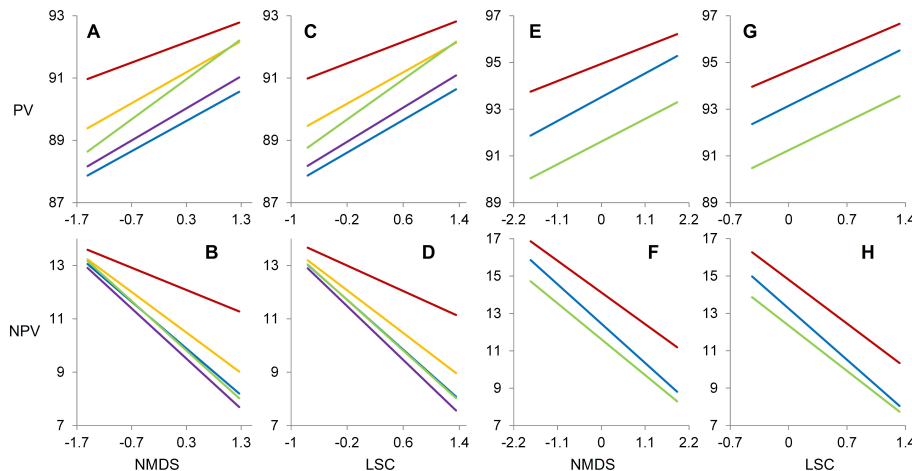 93 93 97 97
A C E G
91 91 95 95
PV
89 89 93 93
91 91
87 87 89 89
-1.7 -0.7 0.3 1.3 -1 -0.2 0.6 1.4 -2.2 -1.1 0 1.1 2.2 -0.7 0 0.7 1.4
17 17
B D F H
13 13 15 15
13 13
11 11
NPV
11 11
9 9
9 9
7 7 7 7
-1.7 -0.7 0.3 1.3 -1 -0.2 0.6 1.4 -2.2 -1.1 0 1.1 2.2 -0.7 0 0.7 1.4
NMDS LSC NMDS LSC